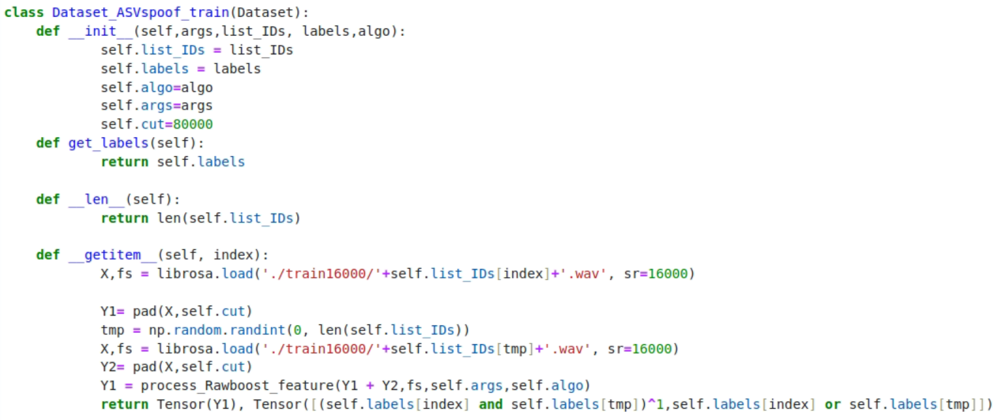 class Dataset_ASVspoof_train(Dataset):
    def __init__(self,args,list_IDs, labels,algo):
            self.list_IDs = list_IDs
            self.labels = labels
            self.algo=algo
            self.args=args
            self.cut=80000
    def get_labels(self):
            return self.labels

    def __len__(self):
            return len(self.list_IDs)

    def __getitem__(self, index):
            X,fs = librosa.load('./train16000/'+self.list_IDs[index]+'.wav', sr=16000)

            Y1= pad(X,self.cut)
            tmp = np.random.randint(0, len(self.list_IDs))
            X,fs = librosa.load('./train16000/'+self.list_IDs[tmp]+'.wav', sr=16000)
            Y2= pad(X,self.cut)
            Y1 = process_Rawboost_feature(Y1 + Y2,fs,self.args,self.algo)
            return Tensor(Y1), Tensor([(self.labels[index] and self.labels[tmp])^1,self.labels[index] or self.labels[tmp]])